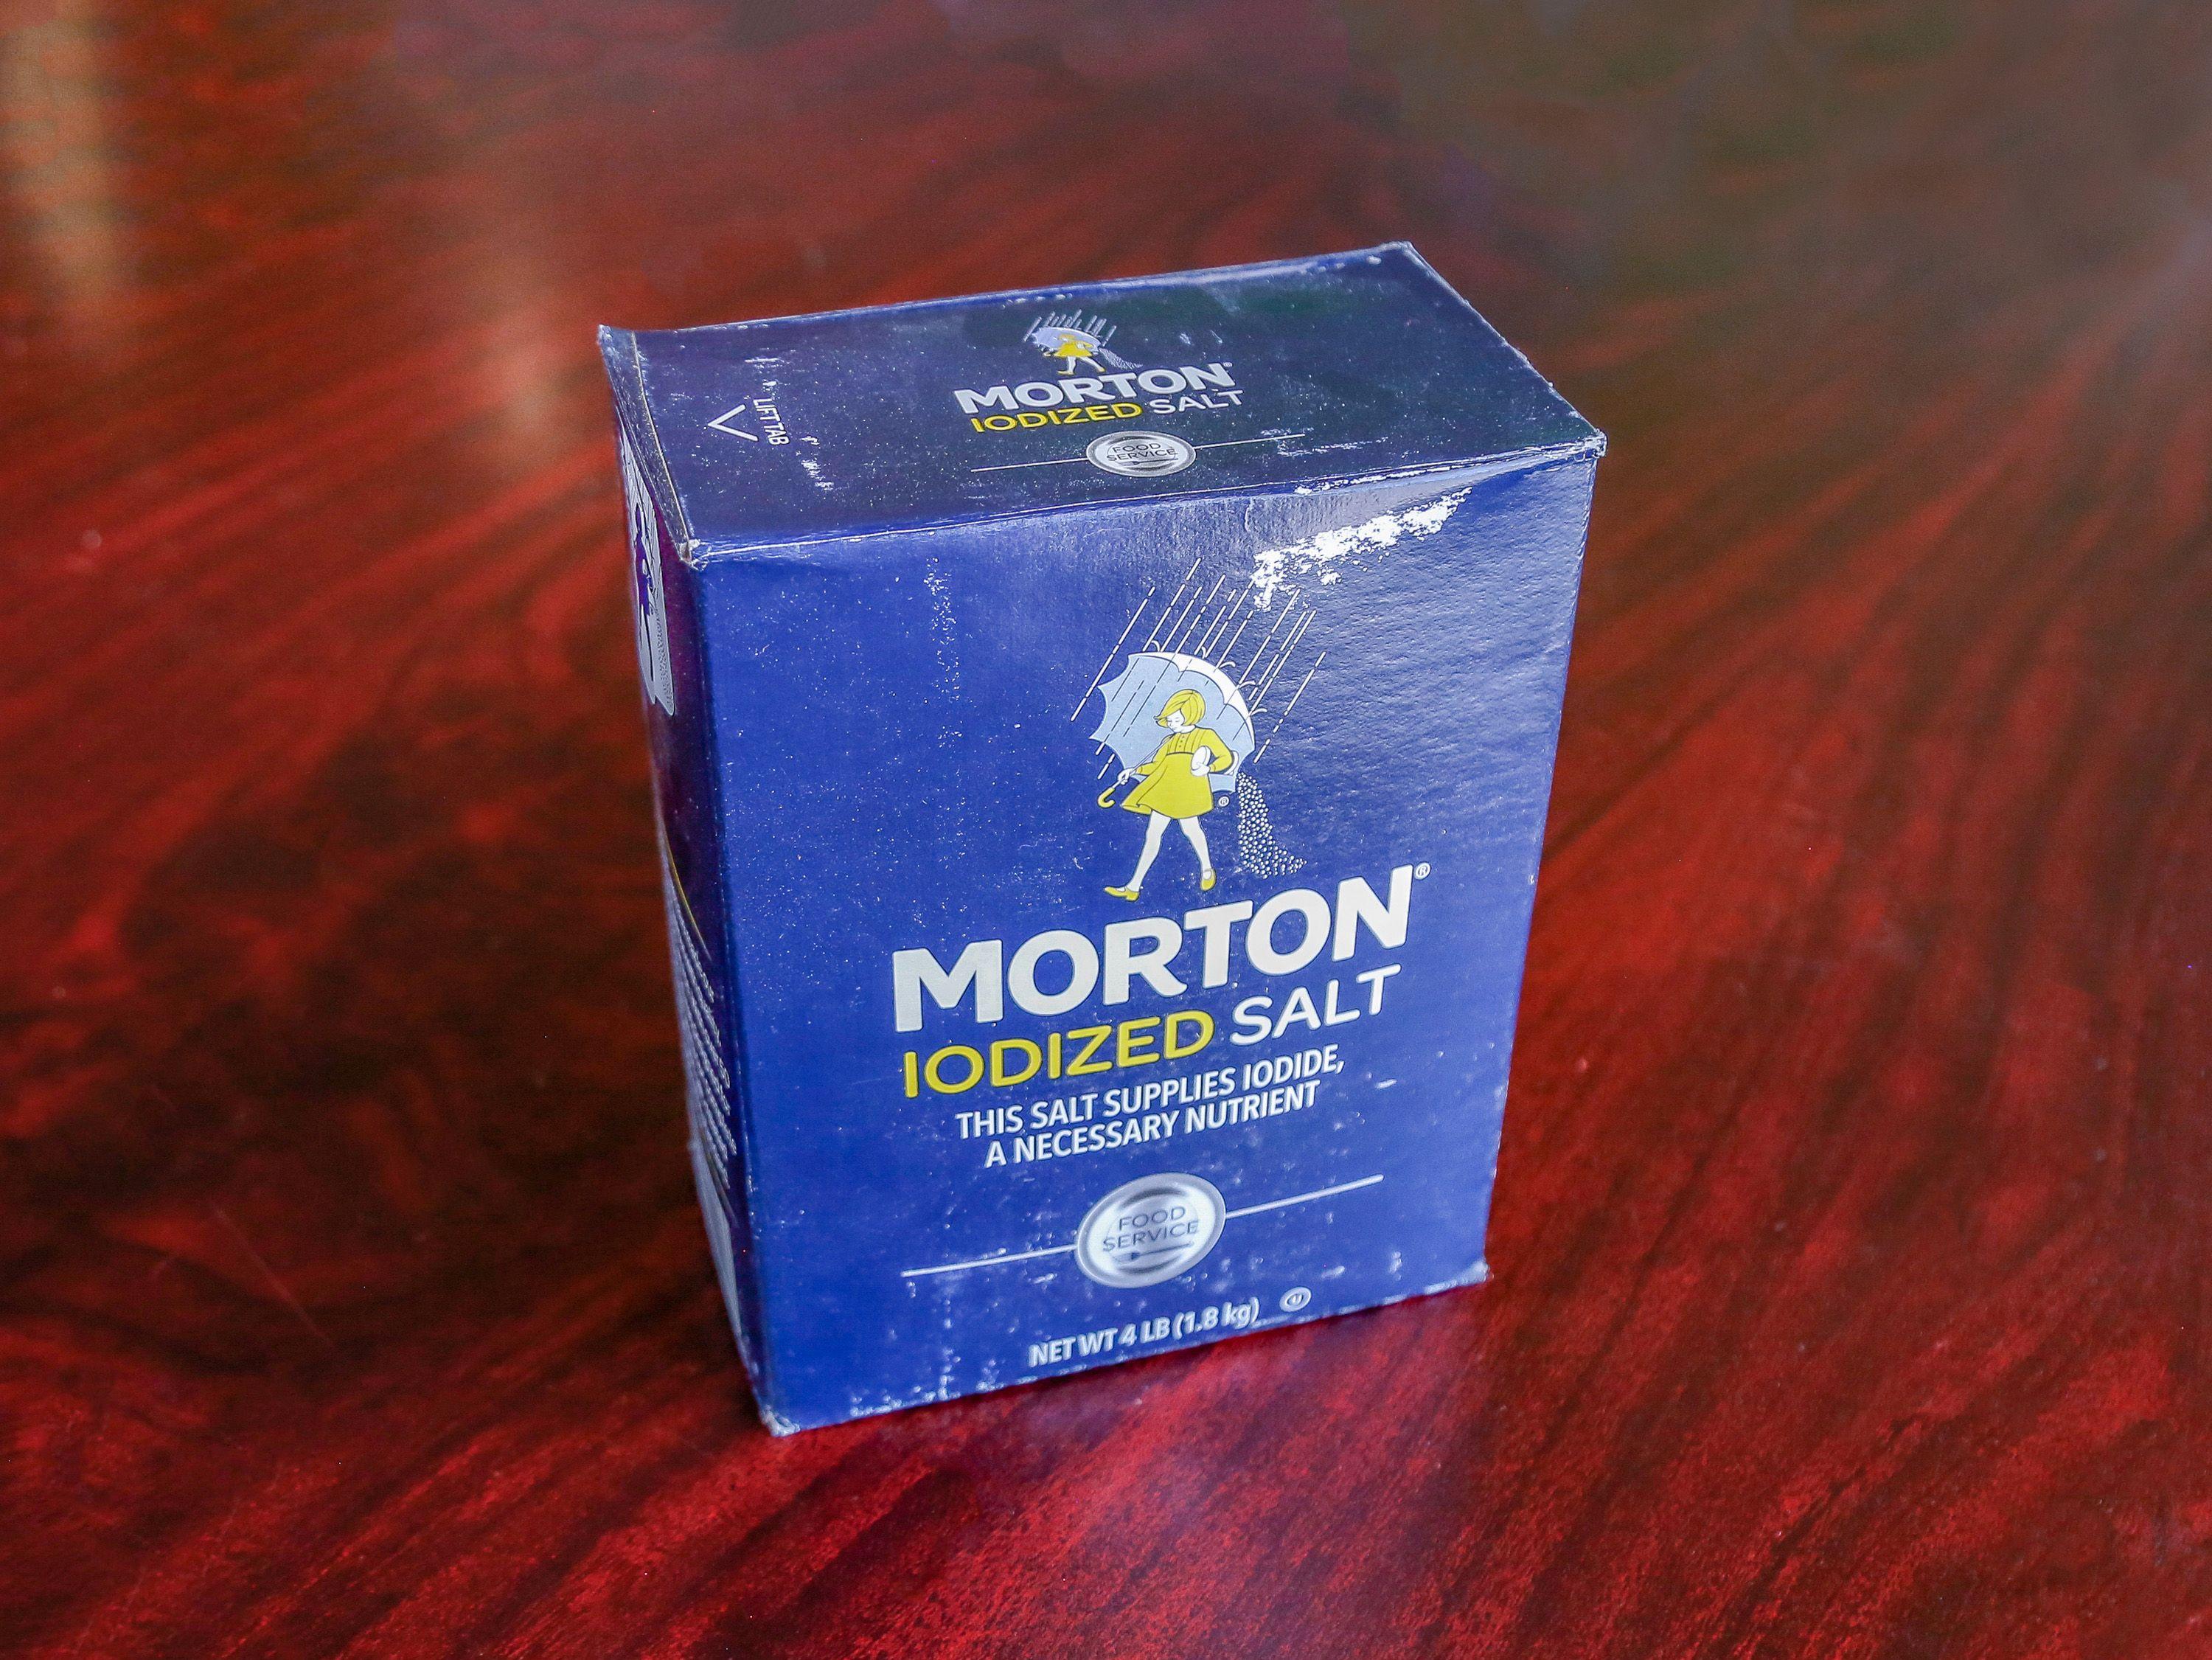 LIFT TAB
MORTON®
IODIZED SALT
FOOD
SERVICE
®
MORTON®
IODIZED SALT
THIS SALT SUPPLIES IODIDE,
A NECESSARY NUTRIENT
FOOD
SERVICE
NET WT 4 LB (1.8 kg)